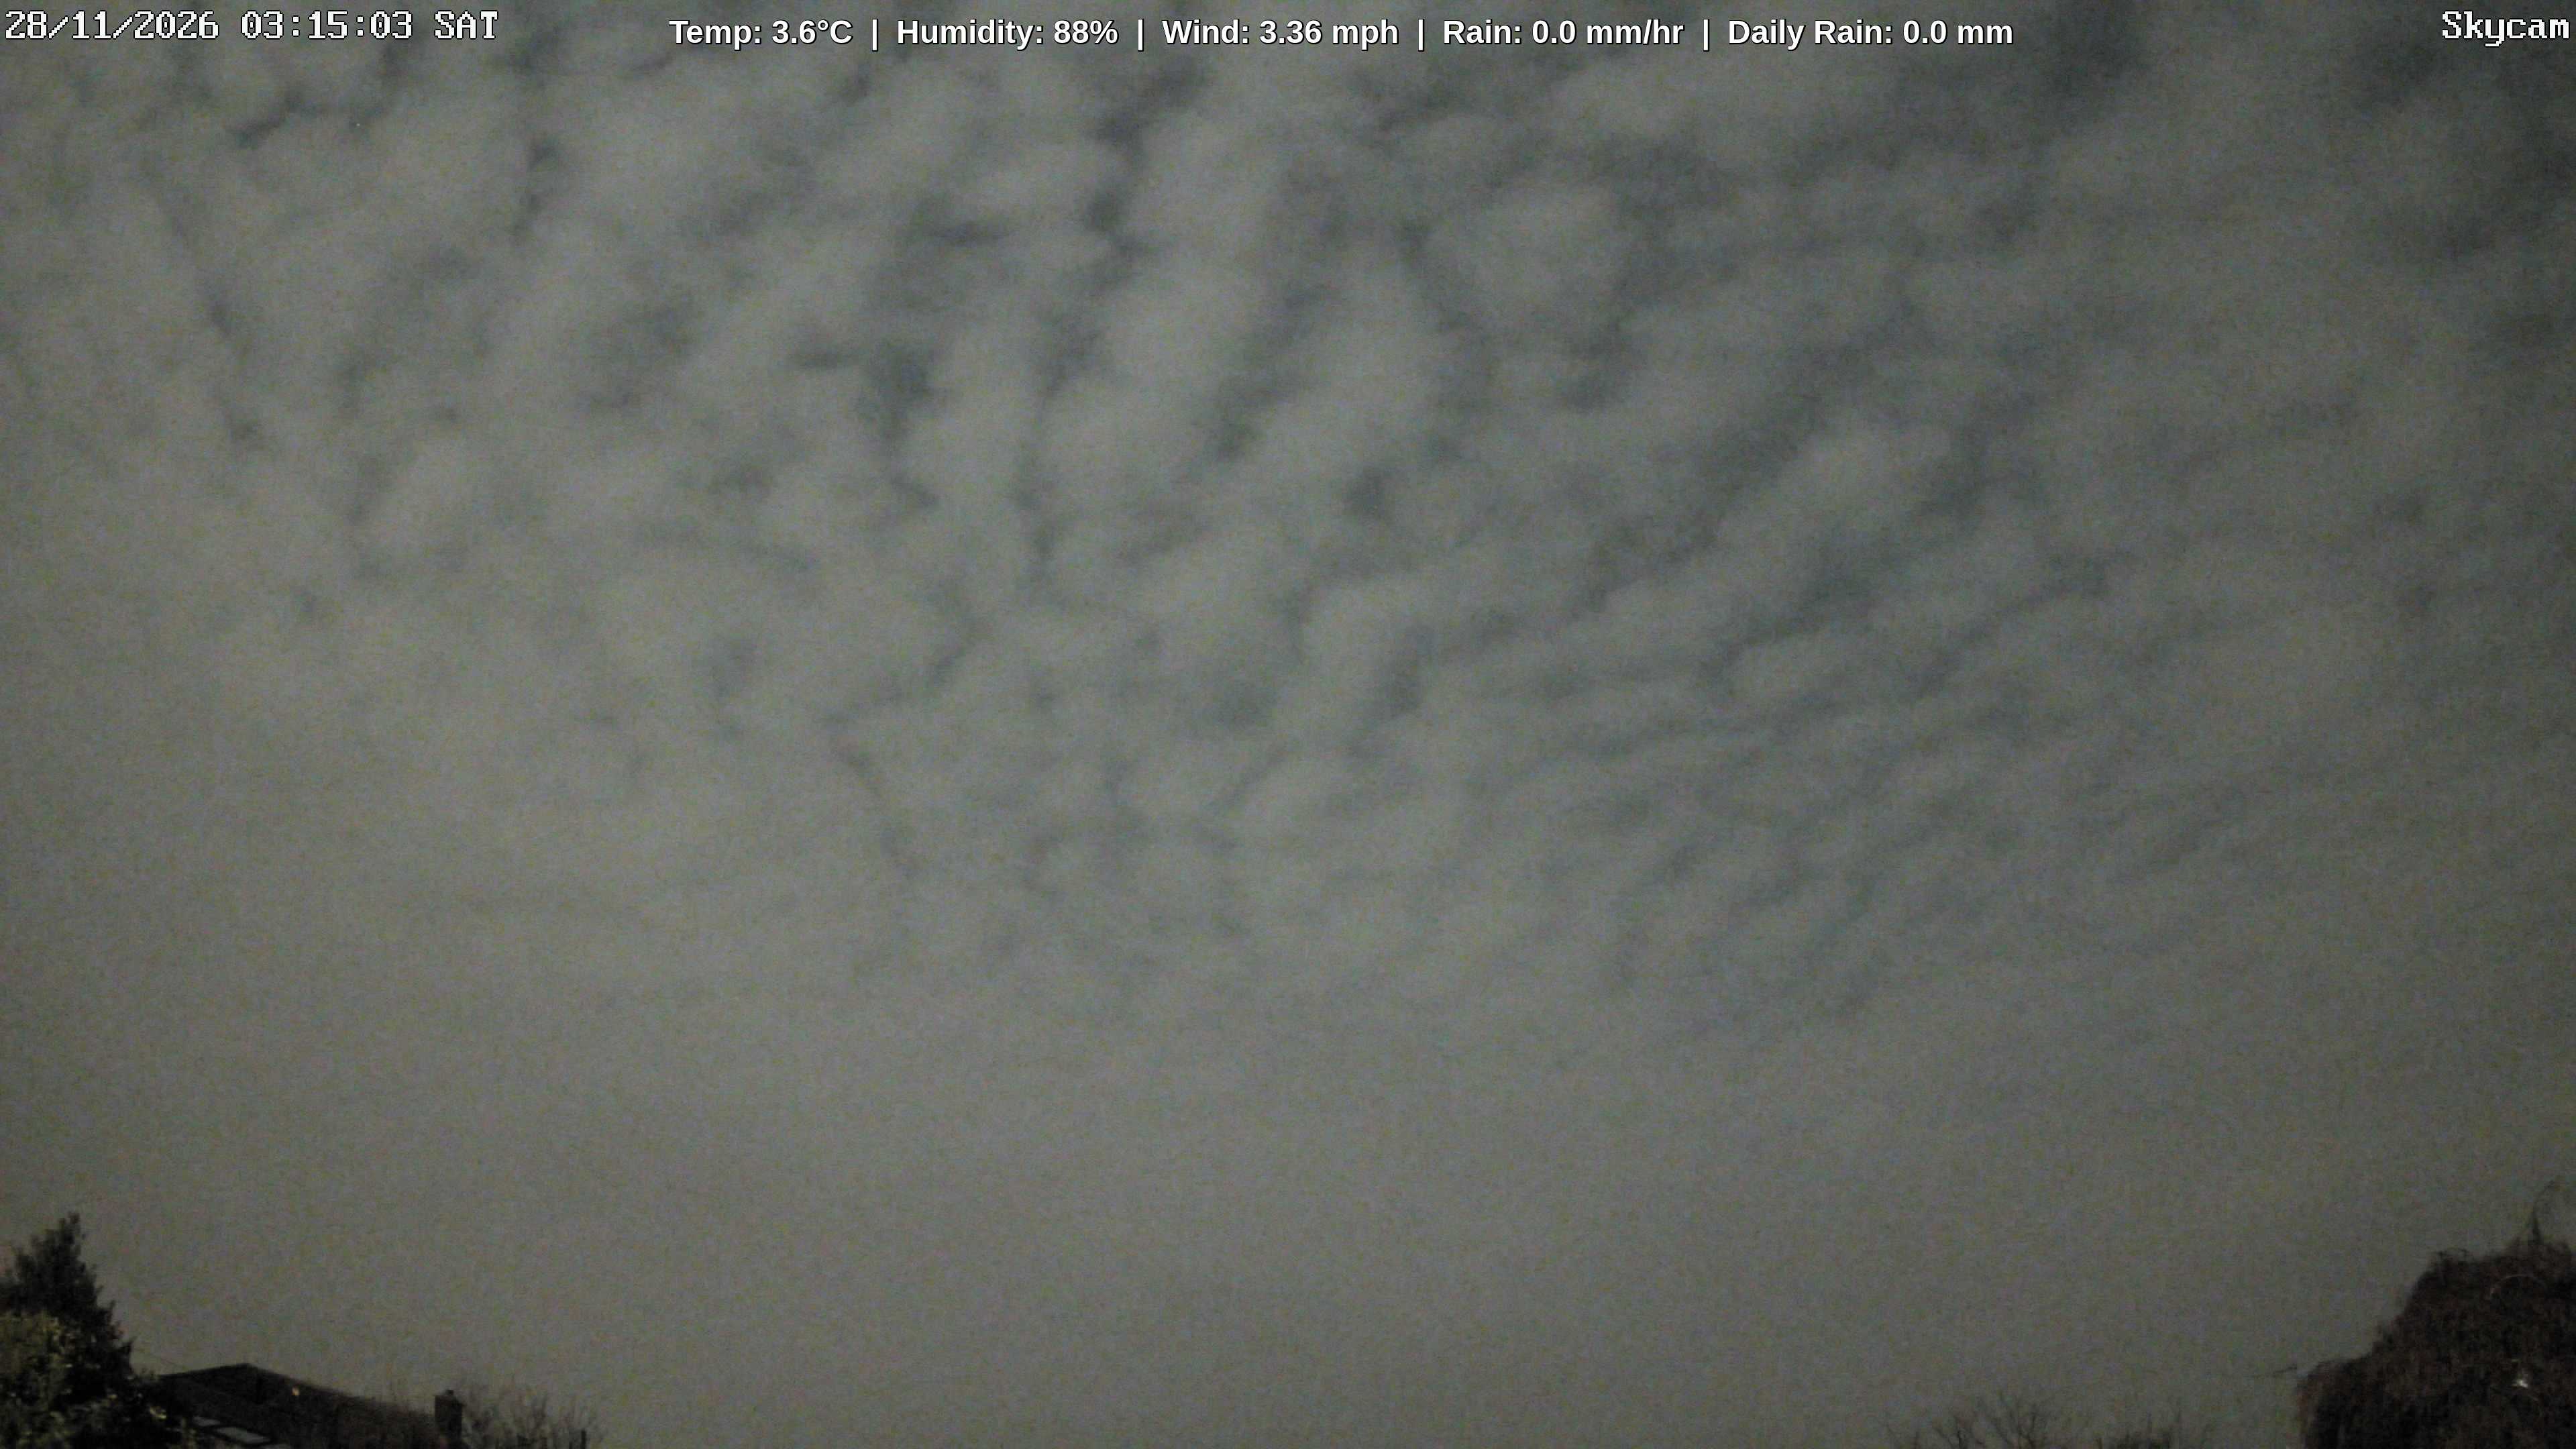 28/11/2026 03:15:03 SAT
Temp: 3.6°C | Humidity: 88% | Wind: 3.36 mph | Rain: 0.0 mm/hr | Daily Rain: 0.0 mm
Skycam